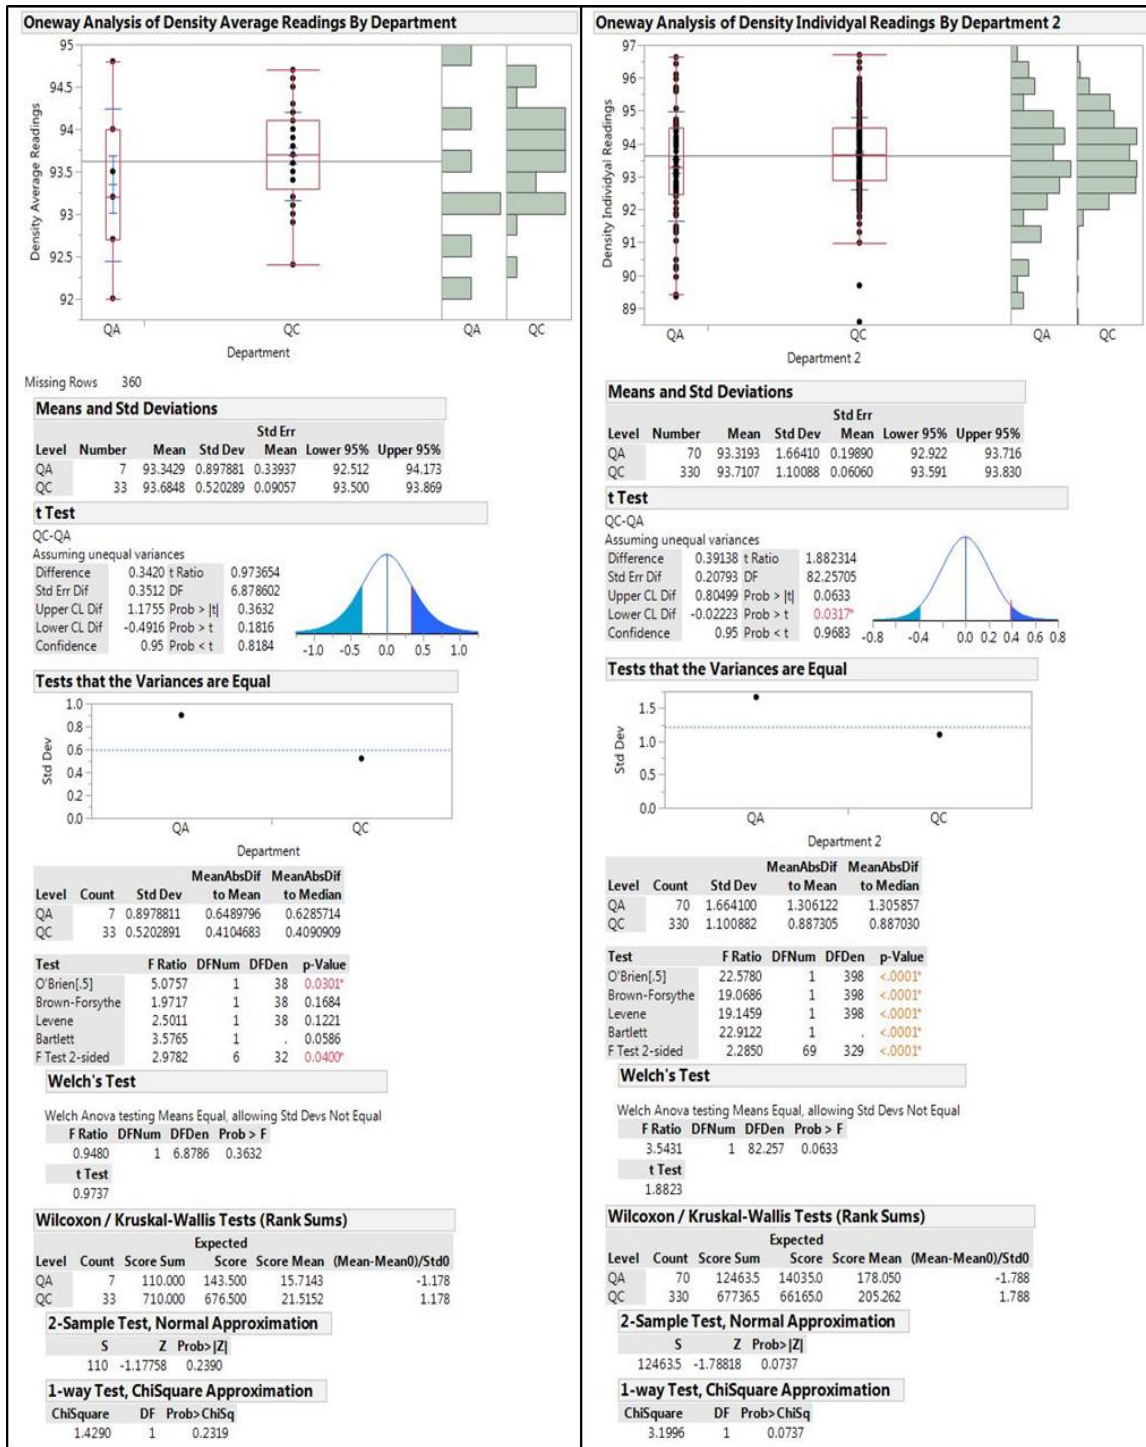 Oneway Analysis of Density Average Readings By Department
95
94.5
94
93.5
93
92.5
92
Density Average Readings
QA
QC
QA
QC
Department
Missing Rows 360
Means and Std Deviations
Std Err
Level Number Mean Std Dev Mean Lower 95% Upper 95%
QA 7 93.3429 0.897881 0.33937 92.512 94.173
QC 33 93.6848 0.520289 0.09057 93.500 93.869
t Test
QC-QA
Assuming unequal variances
Difference 0.3420 t Ratio 0.973654
Std Err Dif 0.3512 DF 6.878602
Upper CL Dif 1.1755 Prob > |t| 0.3632
Lower CL Dif -0.4916 Prob > t 0.1816
Confidence 0.95 Prob < t 0.8184
-1.0 -0.5 0.0 0.5 1.0
Tests that the Variances are Equal
1.0
0.8
0.6
0.4
0.2
0.0
Std Dev
QA
QC
Department
MeanAbsDif MeanAbsDif
Level Count Std Dev to Mean to Median
QA 7 0.8978811 0.6489796 0.6285714
QC 33 0.5202891 0.4104683 0.4090909
Test F Ratio DFNum DFDen p-Value
O'Brien[.5] 5.0757 1 38 0.0301*
Brown-Forsythe 1.9717 1 38 0.1684
Levene 2.5011 1 38 0.1221
Bartlett 3.5765 1 . 0.0586
F Test 2-sided 2.9782 6 32 0.0400*
Welch's Test
Welch Anova testing Means Equal, allowing Std Devs Not Equal
F Ratio DFNum DFDen Prob > F
0.9480 1 6.8786 0.3632
t Test
0.9737
Wilcoxon / Kruskal-Wallis Tests (Rank Sums)
Expected
Level Count Score Sum Score Score Mean (Mean-Mean0)/Std0
QA 7 110.000 143.500 15.7143 -1.178
QC 33 710.000 676.500 21.5152 1.178
2-Sample Test, Normal Approximation
S Z Prob>|Z|
110 -1.17758 0.2390
1-way Test, ChiSquare Approximation
ChiSquare DF Prob>ChiSq
1.4290 1 0.2319
Oneway Analysis of Density Individyal Readings By Department 2
97
96
95
94
93
92
91
90
89
Density Individyal Readings
QA
QC
QA
QC
Department 2
Means and Std Deviations
Std Err
Level Number Mean Std Dev Mean Lower 95% Upper 95%
QA 70 93.3193 1.66410 0.19890 92.922 93.716
QC 330 93.7107 1.10088 0.06060 93.591 93.830
t Test
QC-QA
Assuming unequal variances
Difference 0.39138 t Ratio 1.882314
Std Err Dif 0.20793 DF 82.25705
Upper CL Dif 0.80499 Prob > |t| 0.0633
Lower CL Dif -0.02223 Prob > t 0.0317*
Confidence 0.95 Prob < t 0.9683
-0.8 -0.4 0.0 0.2 0.4 0.6 0.8
Tests that the Variances are Equal
1.5
1.0
0.5
0.0
Std Dev
QA
QC
Department 2
MeanAbsDif MeanAbsDif
Level Count Std Dev to Mean to Median
QA 70 1.664100 1.306122 1.305857
QC 330 1.100882 0.887305 0.887030
Test F Ratio DFNum DFDen p-Value
O'Brien[.5] 22.5780 1 398 <.0001*
Brown-Forsythe 19.0686 1 398 <.0001*
Levene 19.1459 1 398 <.0001*
Bartlett 22.9122 1 . <.0001*
F Test 2-sided 2.2850 69 329 <.0001*
Welch's Test
Welch Anova testing Means Equal, allowing Std Devs Not Equal
F Ratio DFNum DFDen Prob > F
3.5431 1 82.257 0.0633
t Test
1.8823
Wilcoxon / Kruskal-Wallis Tests (Rank Sums)
Expected
Level Count Score Sum Score Score Mean (Mean-Mean0)/Std0
QA 70 12463.5 14035.0 178.050 -1.788
QC 330 67736.5 66165.0 205.262 1.788
2-Sample Test, Normal Approximation
S Z Prob>|Z|
12463.5 -1.78818 0.0737
1-way Test, ChiSquare Approximation
ChiSquare DF Prob>ChiSq
3.1996 1 0.0737